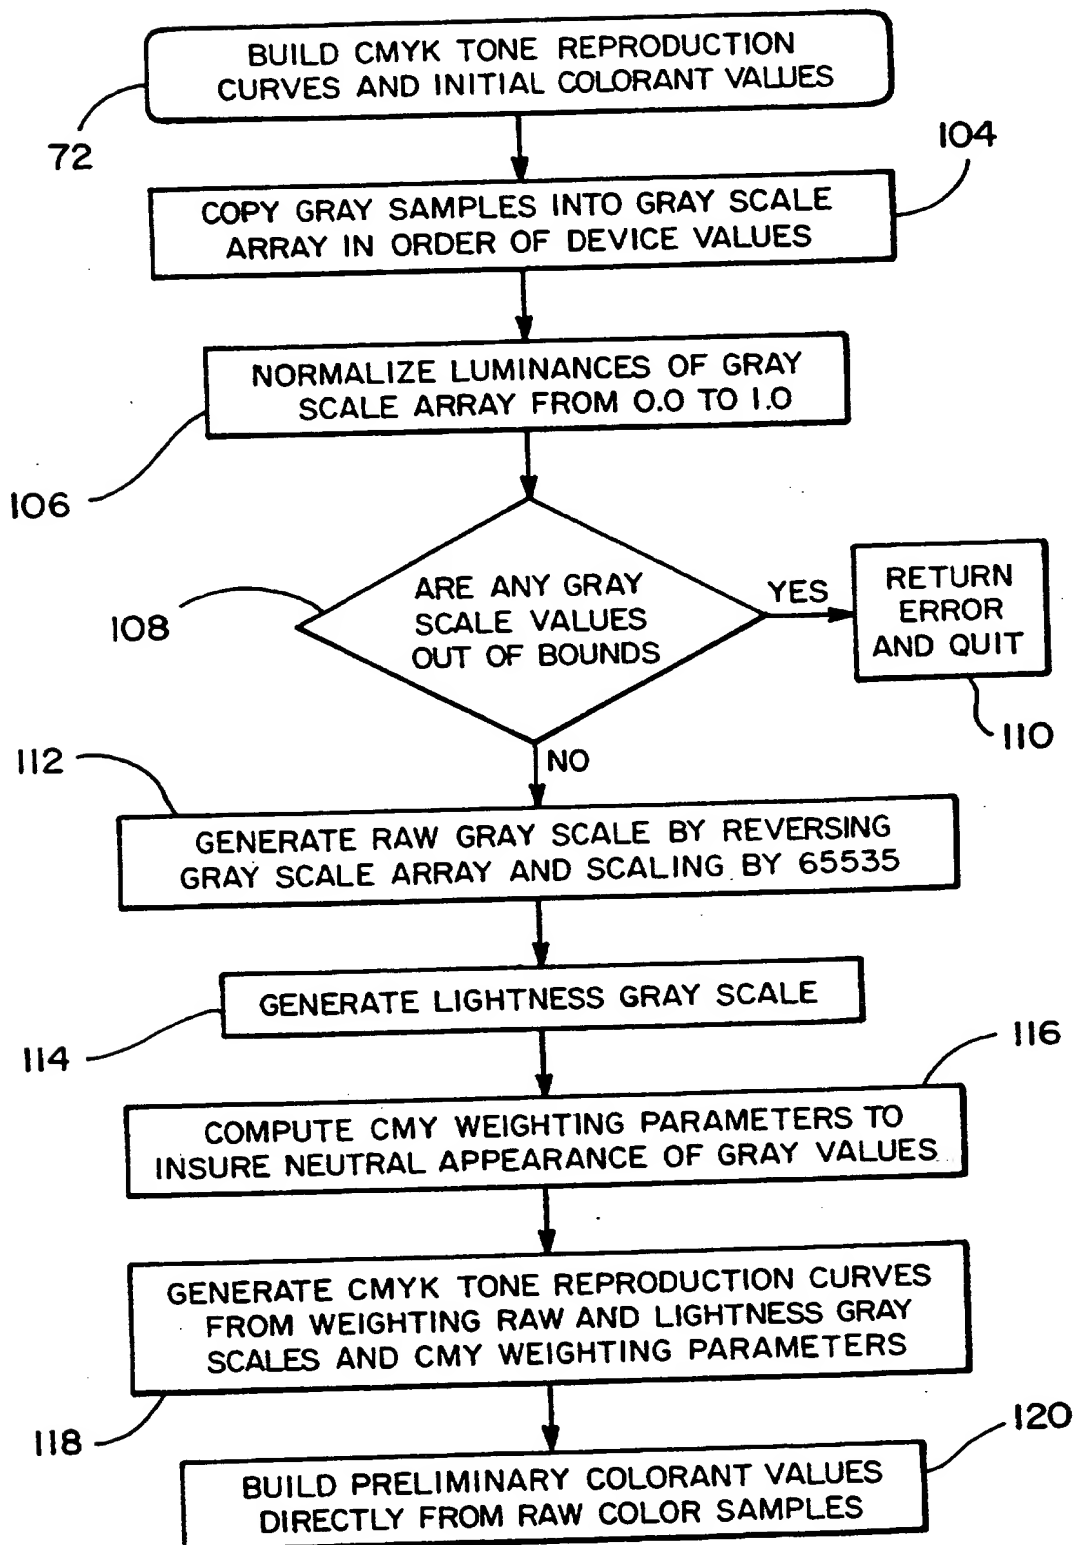 BUILD CMYK TONE REPRODUCTION
CURVES AND INITIAL COLORANT VALUES
72
104
COPY GRAY SAMPLES INTO GRAY SCALE
ARRAY IN ORDER OF DEVICE VALUES
NORMALIZE LUMINANCES OF GRAY
SCALE ARRAY FROM 0.0 TO 1.0
106
108
ARE ANY GRAY
SCALE VALUES
OUT OF BOUNDS
YES
RETURN
ERROR
AND QUIT
110
NO
112
GENERATE RAW GRAY SCALE BY REVERSING
GRAY SCALE ARRAY AND SCALING BY 65535
GENERATE LIGHTNESS GRAY SCALE
114
116
COMPUTE CMY WEIGHTING PARAMETERS TO
INSURE NEUTRAL APPEARANCE OF GRAY VALUES
GENERATE CMYK TONE REPRODUCTION CURVES
FROM WEIGHTING RAW AND LIGHTNESS GRAY
SCALES AND CMY WEIGHTING PARAMETERS
118
120
BUILD PRELIMINARY COLORANT VALUES
DIRECTLY FROM RAW COLOR SAMPLES